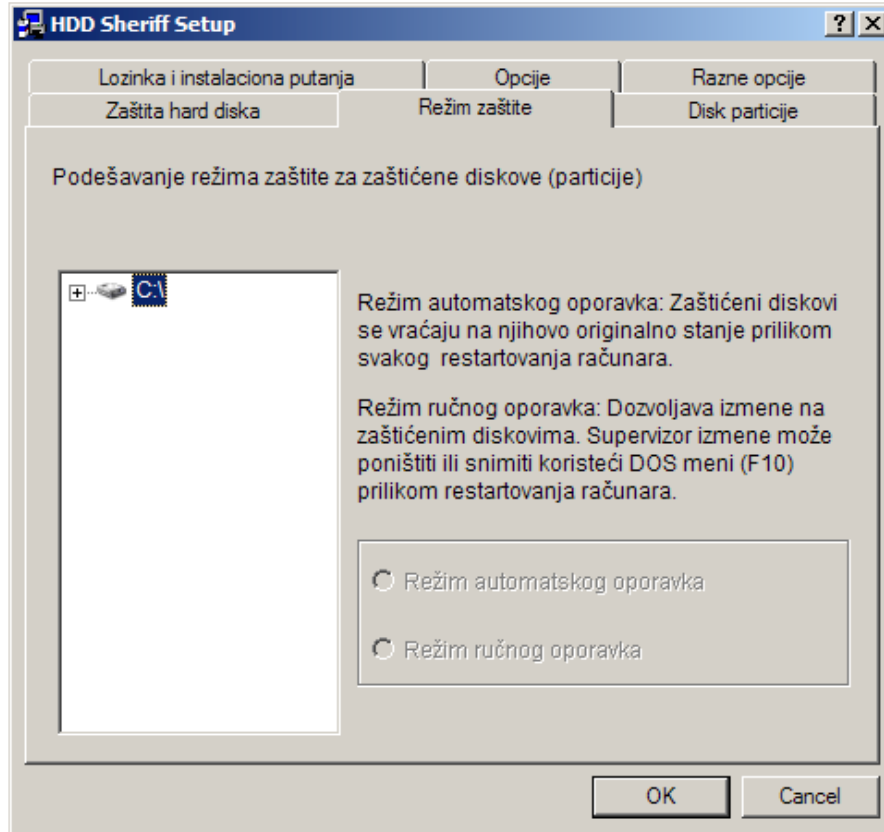 HDD Sheriff Setup
Lozinka i instalaciona putanja
Opcije
Razne opcije
Zaštita hard diska
Režim zaštite
Disk particije
Podešavanje režima zaštite za zaštićene diskove (particije)
C:\
Režim automatskog oporavka: Zaštićeni diskovi
se vraćaju na njihovo originalno stanje prilikom
svakog  restartovanja računara.
Režim ručnog oporavka: Dozvoljava izmene na
zaštićenim diskovima. Supervizor izmene može
poništiti ili snimiti koristeći DOS meni (F10)
prilikom restartovanja računara.
Režim automatskog oporavka
Režim ručnog oporavka
OK
Cancel